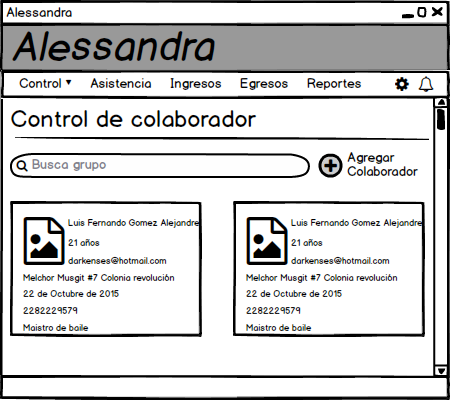 Alessandra
Alessandra
Control Asistencia Ingresos Egresos Reportes
Control de colaborador
Busca grupo
Agregar
Colaborador
Luis Fernando Gomez Alejandre
21 años
darkenses@hotmail.com
Melchor Musgit #7 Colonia revolución
22 de Octubre de 2015
2282229579
Maistro de baile
Luis Fernando Gomez Alejandre
21 años
darkenses@hotmail.com
Melchor Musgit #7 Colonia revolución
22 de Octubre de 2015
2282229579
Maistro de baile